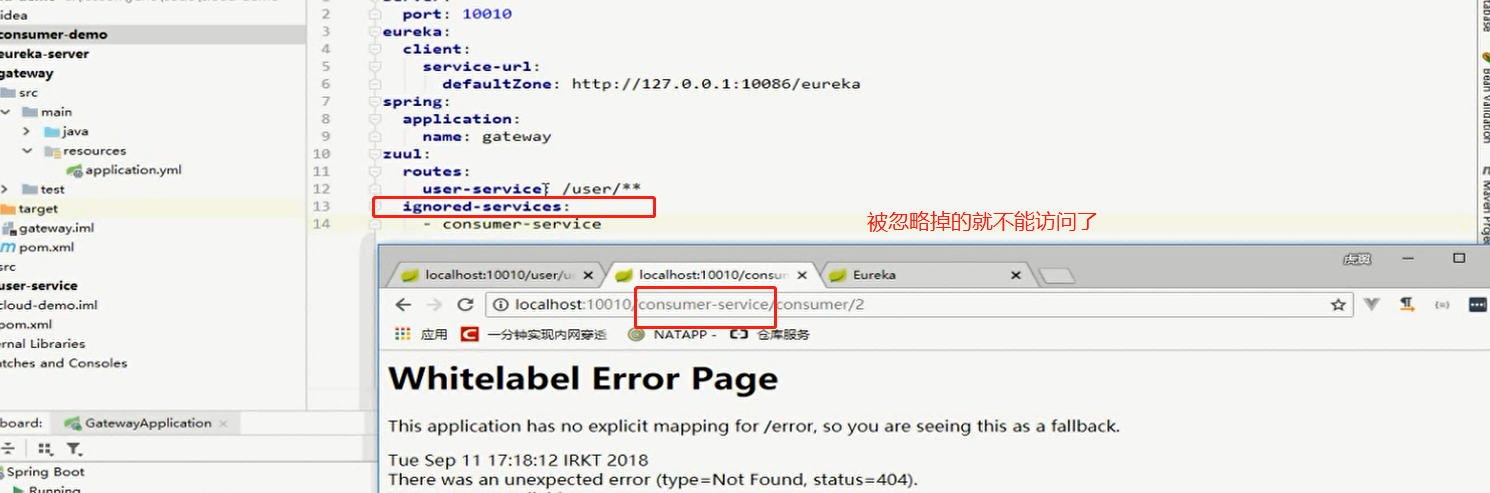 idea
consumer-demo
eureka-server
gateway
src
main
java
resources
application.yml
test
target
gateway.iml
pom.xml
src
user-service
cloud-demo.iml
pom.xml
rnal Libraries
atches and Consoles
2 port: 10010
3 eureka:
4 client:
5 service-url:
6 defaultZone: http://127.0.0.1:10086/eureka
7 spring:
8 application:
9 name: gateway
10 zuul:
11 routes:
12 user-service: /user/**
13 ignored-services:
14 - consumer-service
被忽略掉的就不能访问了
localhost:10010/user/u
localhost:10010/consum
Eureka
localhost:10010/consumer-service/consumer/2
应用
一分钟实现内网穿透
NATAPP -
仓库服务
Whitelabel Error Page
This application has no explicit mapping for /error, so you are seeing this as a fallback.
Tue Sep 11 17:18:12 IRKT 2018
There was an unexpected error (type=Not Found, status=404).
board:
GatewayApplication
Spring Boot
Running
Bean Validation
Maven Proje